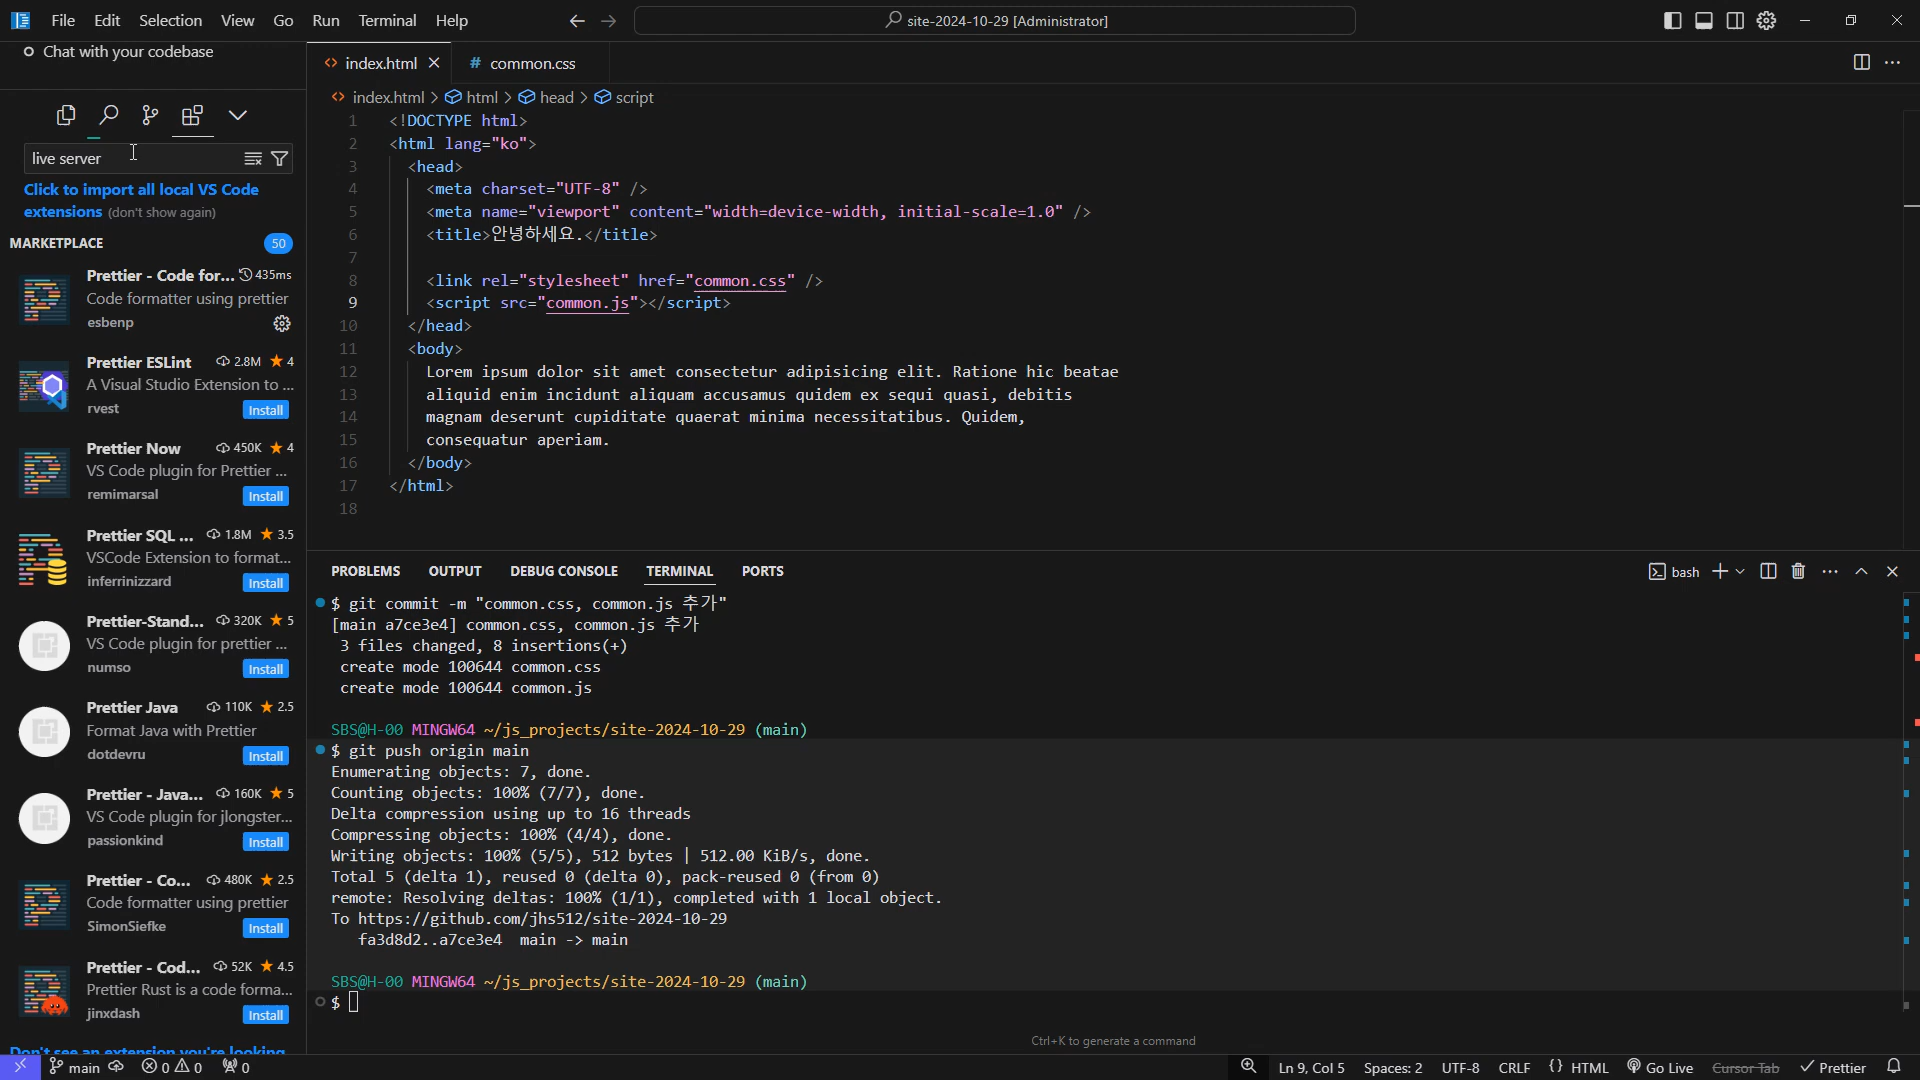 File Edit Selection View Go Run Terminal Help
site-2024-10-29 [Administrator]
Chat with your codebase
live server
Click to import all local VS Code
extensions (don't show again)
MARKETPLACE 50
Prettier - Code for... 435ms
Code formatter using prettier
esbenp
Prettier ESLint 2.8M 4
A Visual Studio Extension to ...
rvest Install
Prettier Now 450K 4
VS Code plugin for Prettier ...
remimarsal Install
Prettier SQL ... 1.8M 3.5
VSCode Extension to format...
inferrinizzard Install
Prettier-Stand... 320K 5
VS Code plugin for prettier ...
numso Install
Prettier Java 110K 2.5
Format Java with Prettier
dotdevru Install
Prettier - Java... 160K 5
VS Code plugin for jlongster...
passionkind Install
Prettier - Co... 480K 2.5
Code formatter using prettier
SimonSiefke Install
Prettier - Cod... 52K 4.5
Prettier Rust is a code forma...
jinxdash Install
Don't see an extension you're looking
index.html common.css
index.html > html > head > script
1 <!DOCTYPE html>
2 <html lang="ko">
3 <head>
4 <meta charset="UTF-8" />
5 <meta name="viewport" content="width=device-width, initial-scale=1.0" />
6 <title>안녕하세요.</title>
7
8 <link rel="stylesheet" href="common.css" />
9 <script src="common.js"></script>
10 </head>
11 <body>
12 Lorem ipsum dolor sit amet consectetur adipisicing elit. Ratione hic beatae
13 aliquid enim incidunt aliquam accusamus quidem ex sequi quasi, debitis
14 magnam deserunt cupiditate quaerat minima necessitatibus. Quidem,
15 consequatur aperiam.
16 </body>
17 </html>
18
PROBLEMS OUTPUT DEBUG CONSOLE TERMINAL PORTS bash
$ git commit -m "common.css, common.js 추가"
[main a7ce3e4] common.css, common.js 추가
3 files changed, 8 insertions(+)
create mode 100644 common.css
create mode 100644 common.js
SBS@H-00 MINGW64 ~/js_projects/site-2024-10-29 (main)
$ git push origin main
Enumerating objects: 7, done.
Counting objects: 100% (7/7), done.
Delta compression using up to 16 threads
Compressing objects: 100% (4/4), done.
Writing objects: 100% (5/5), 512 bytes | 512.00 KiB/s, done.
Total 5 (delta 1), reused 0 (delta 0), pack-reused 0 (from 0)
remote: Resolving deltas: 100% (1/1), completed with 1 local object.
To https://github.com/jhs512/site-2024-10-29
fa3d8d2..a7ce3e4 main -> main
SBS@H-00 MINGW64 ~/js_projects/site-2024-10-29 (main)
$
Ctrl+K to generate a command
main 0 0 0 Ln 9, Col 5 Spaces: 2 UTF-8 CRLF {} HTML Go Live Cursor Tab Prettier